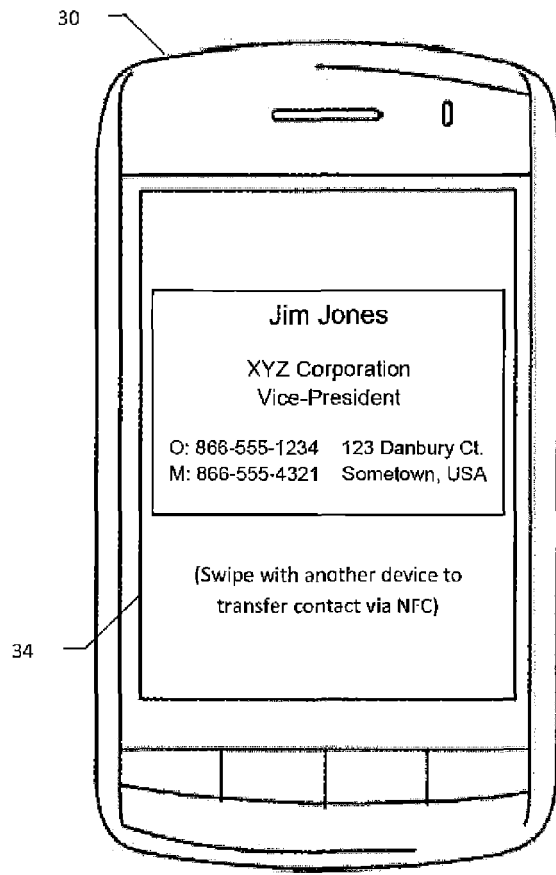 30
Jim Jones
XYZ Corporation
Vice-President
O: 866-555-1234 123 Danbury Ct.
M: 866-555-4321 Sometown, USA
(Swipe with another device to
transfer contact via NFC)
34